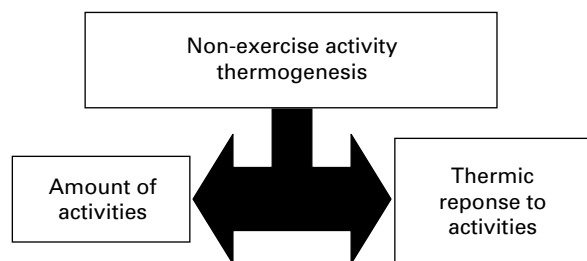 Non-exercise activity
thermogenesis
Amount of
activities
Thermic
reponse to
activities